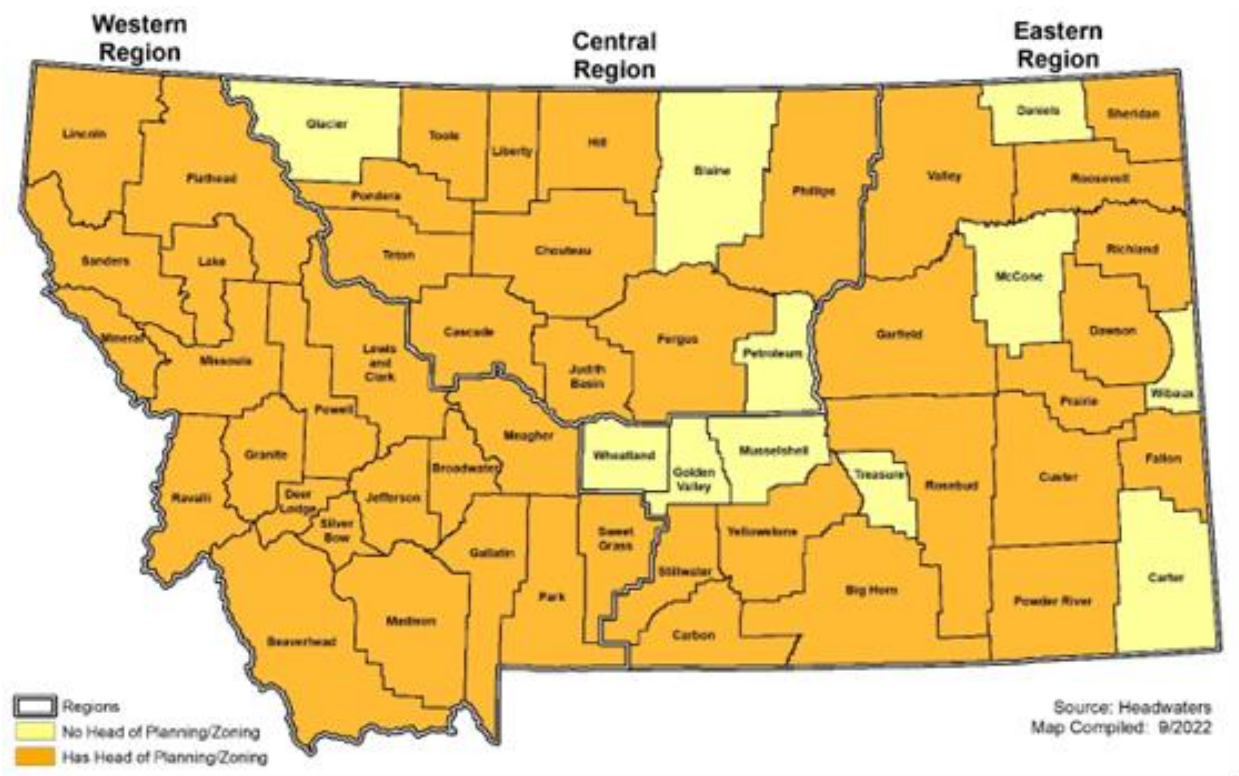 Western
Region
Central
Region
Eastern
Region
Lincoln
Flathead
Glacier
Toole
Liberty
Hill
Blaine
Phillips
Valley
Daniels
Sheridan
Roosevelt
Pondera
Teton
Chouteau
Sanders
Lake
McCone
Richland
Mineral
Missoula
Lewis
and
Clark
Cascade
Judith
Basin
Fergus
Petroleum
Garfield
Dawson
Wibaux
Prairie
Powell
Granite
Ravalli
Deer
Lodge
Silver
Bow
Jefferson
Broadwater
Meagher
Wheatland
Golden
Valley
Musselshell
Treasure
Rosebud
Custer
Fallon
Gallatin
Park
Sweet
Grass
Stillwater
Yellowstone
Big Horn
Carbon
Powder River
Carter
Beaverhead
Madison
Regions
No Head of Planning/Zoning
Has Head of Planning/Zoning
Source: Headwaters
Map Compiled: 9/2022